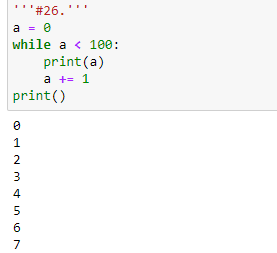 '''#26.'''
a = 0
while a < 100:
    print(a)
    a += 1
print()
0
1
2
3
4
5
6
7